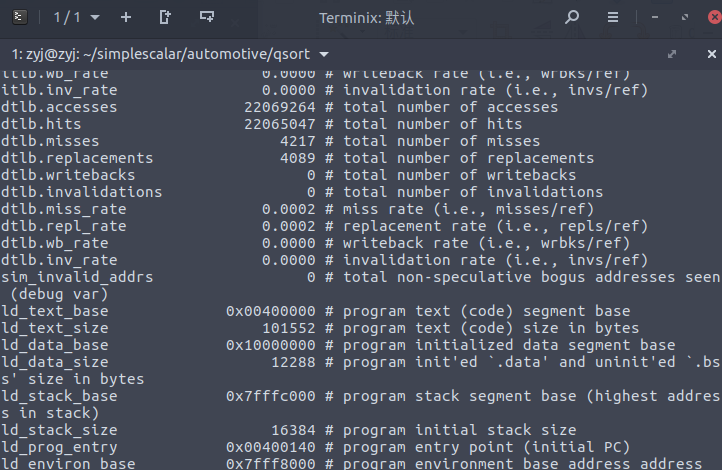 1 / 1
Terminix: 默认
1: zyj@zyj: ~/simplescalar/automotive/qsort
itlb.wb_rate 0.0000 # writeback rate (i.e., wrbks/ref)
itlb.inv_rate 0.0000 # invalidation rate (i.e., invs/ref)
dtlb.accesses 22069264 # total number of accesses
dtlb.hits 22065047 # total number of hits
dtlb.misses 4217 # total number of misses
dtlb.replacements 4089 # total number of replacements
dtlb.writebacks 0 # total number of writebacks
dtlb.invalidations 0 # total number of invalidations
dtlb.miss_rate 0.0002 # miss rate (i.e., misses/ref)
dtlb.repl_rate 0.0002 # replacement rate (i.e., repls/ref)
dtlb.wb_rate 0.0000 # writeback rate (i.e., wrbks/ref)
dtlb.inv_rate 0.0000 # invalidation rate (i.e., invs/ref)
sim_invalid_addrs 0 # total non-speculative bogus addresses seen
(debug var)
ld_text_base 0x00400000 # program text (code) segment base
ld_text_size 101552 # program text (code) size in bytes
ld_data_base 0x10000000 # program initialized data segment base
ld_data_size 12288 # program init'ed `.data' and uninit'ed `.bs
s' size in bytes
ld_stack_base 0x7fffc000 # program stack segment base (highest addres
s in stack)
ld_stack_size 16384 # program initial stack size
ld_prog_entry 0x00400140 # program entry point (initial PC)
ld_environ_base 0x7fff8000 # program environment base address address